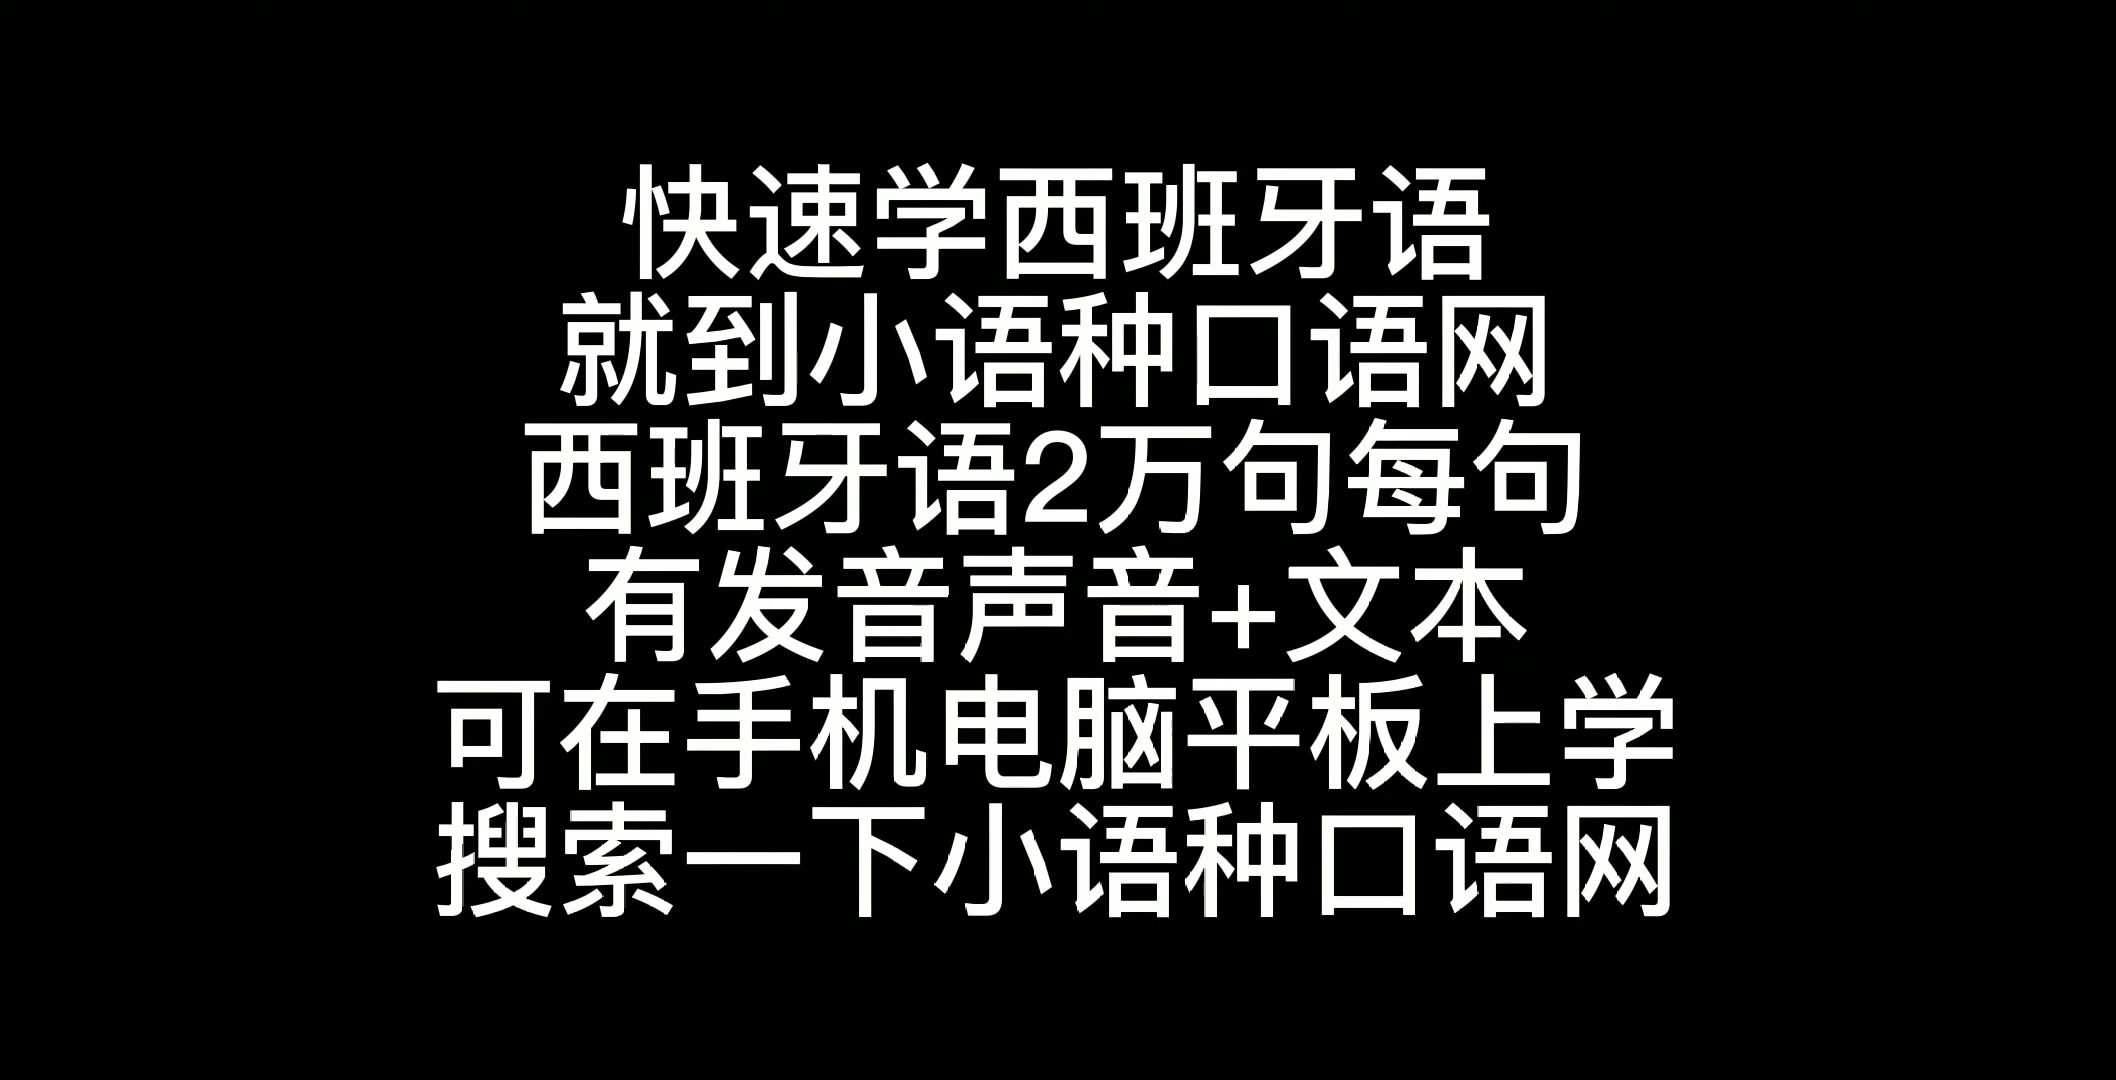 快速学西班牙语
就到小语种口语网
西班牙语2万句每句
有发音声音+文本
可在手机电脑平板上学
搜索一下小语种口语网